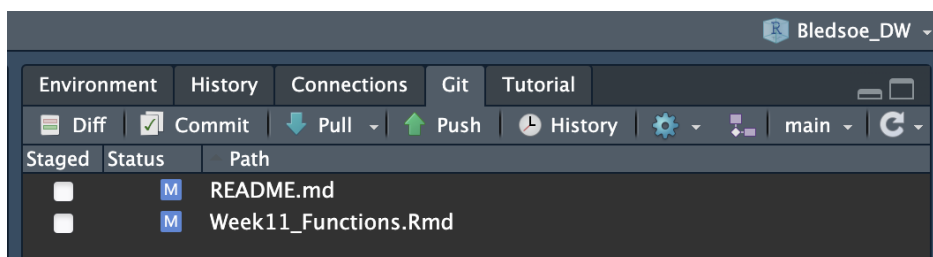 R Bledsoe_DW
Environment History Connections Git Tutorial
Diff Commit Pull Push History main
Staged Status Path
M README.md
M Week11_Functions.Rmd